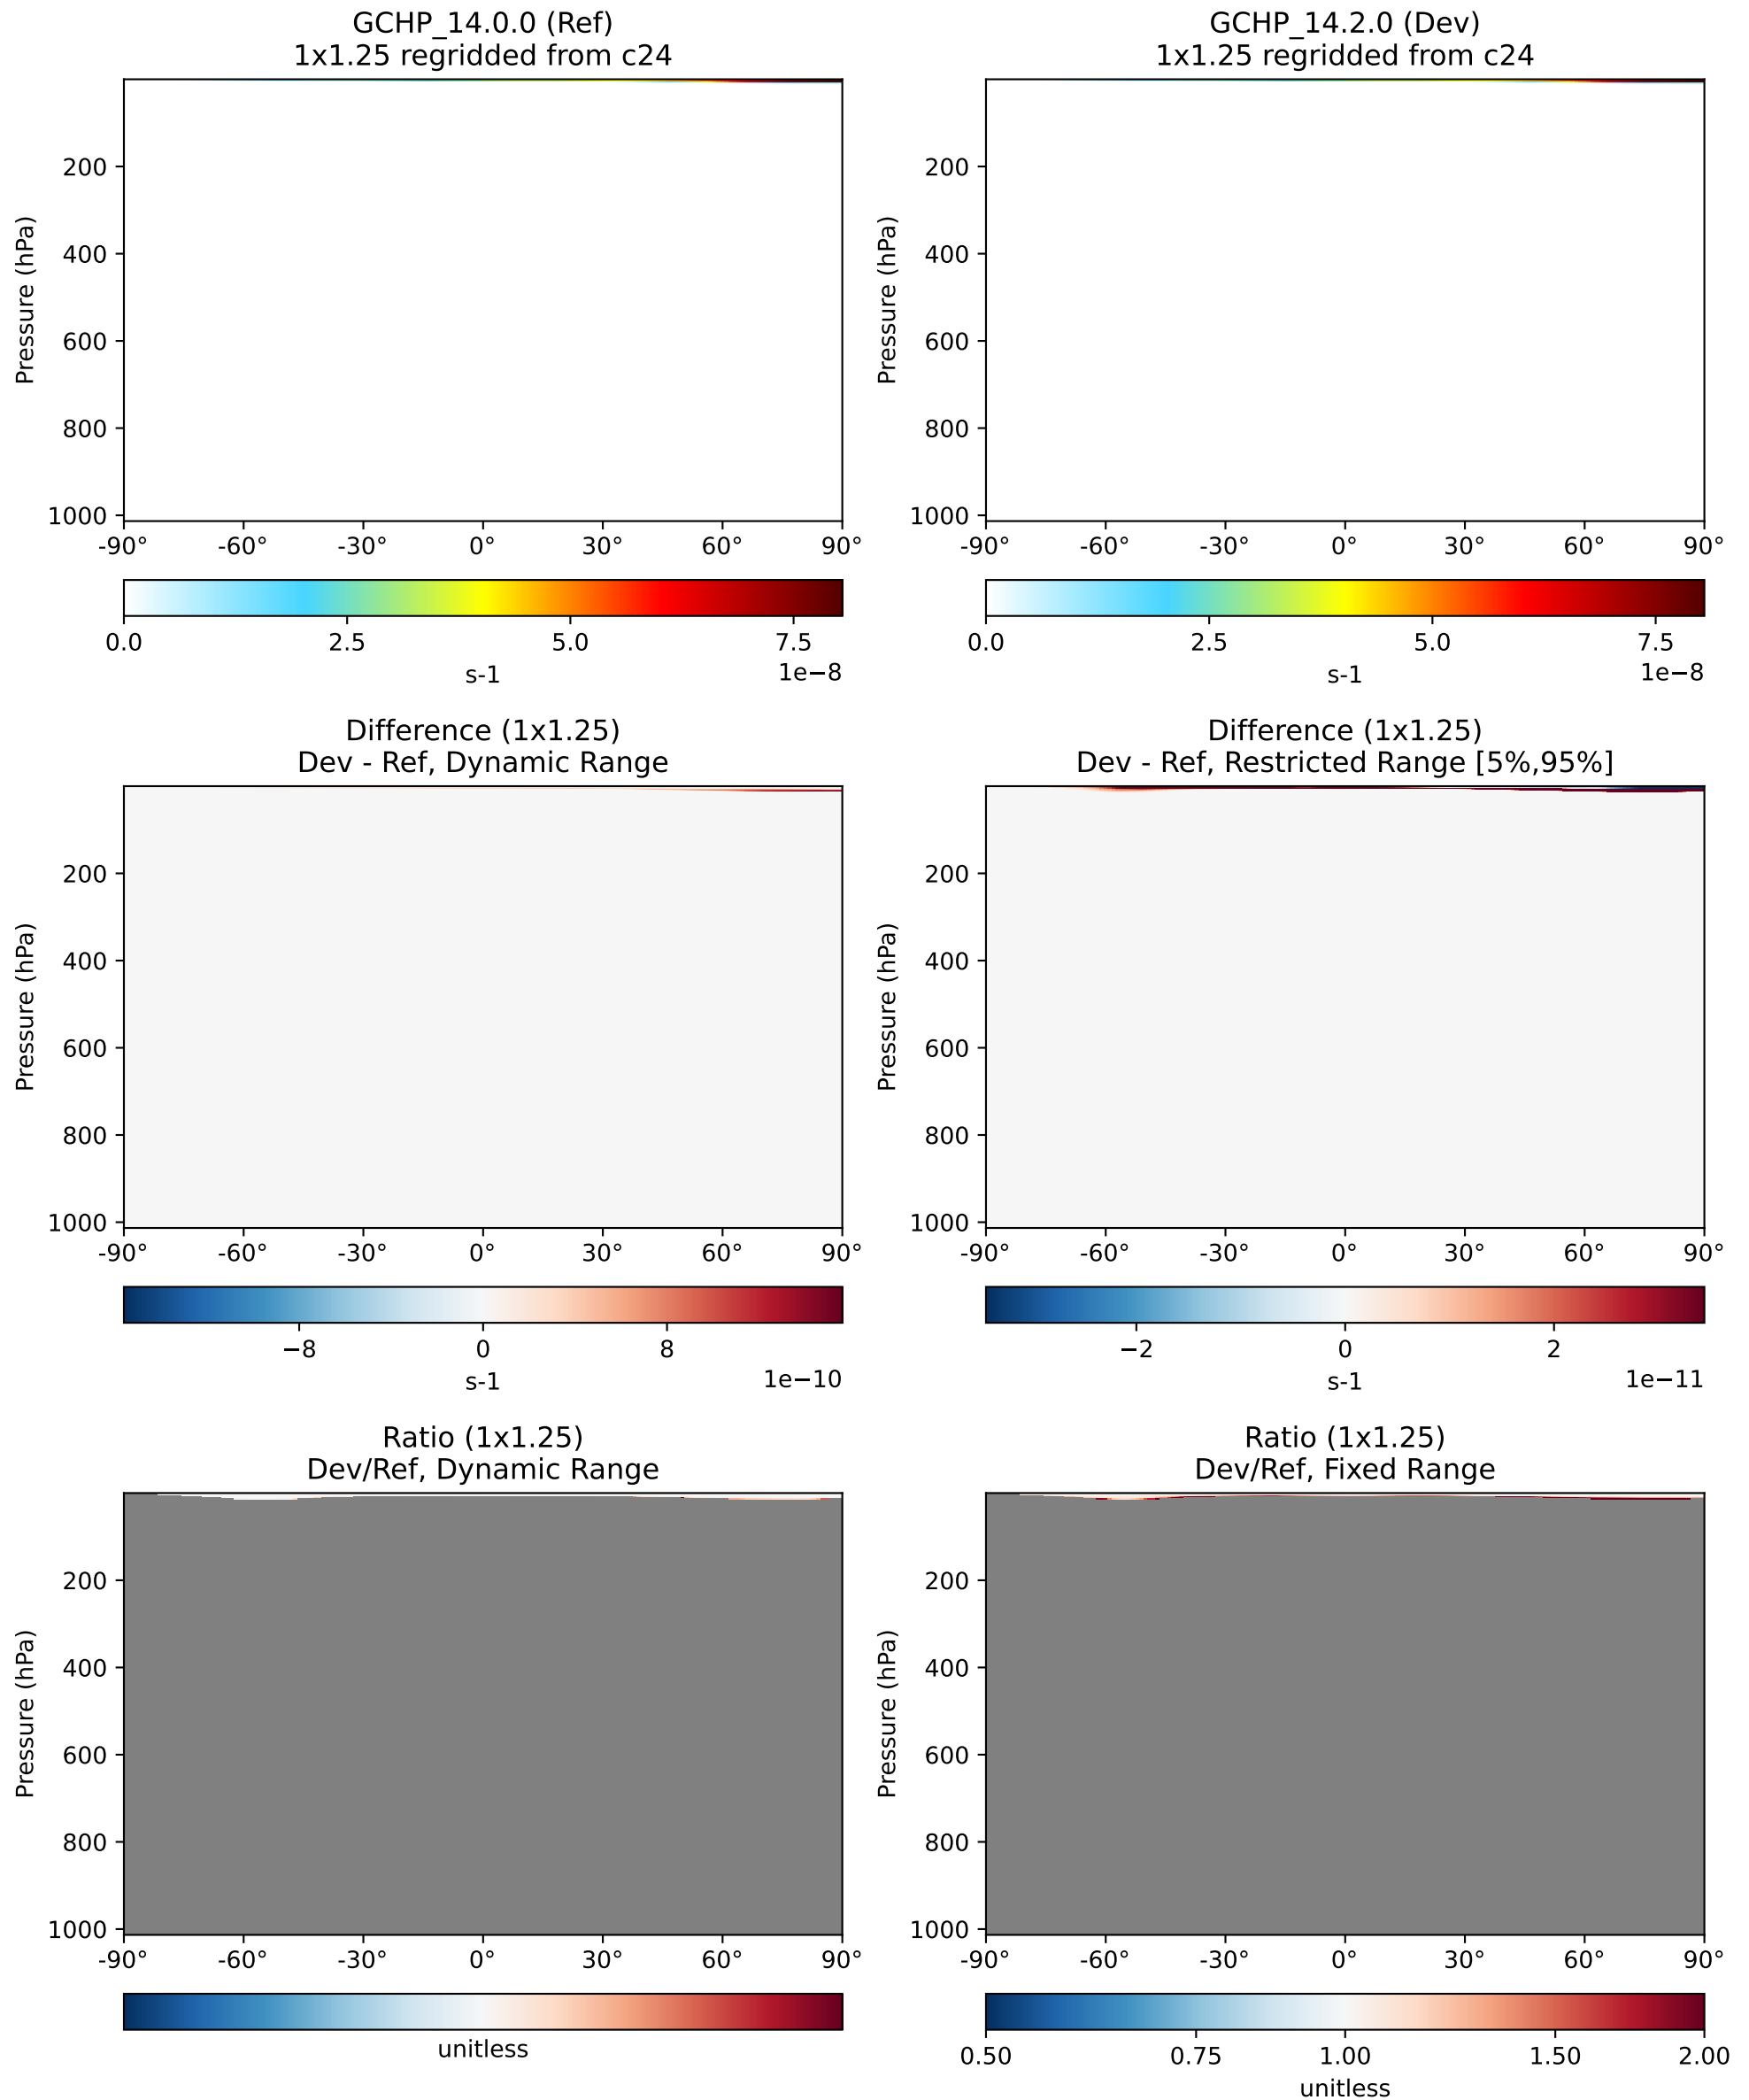 GCHP_14.0.0 (Ref)
1x1.25 regridded from c24
Pressure (hPa)
200
400
600
800
1000
-90° -60° -30° 0° 30° 60° 90°
0.0 2.5 5.0 7.5
1e−8
s-1
GCHP_14.2.0 (Dev)
1x1.25 regridded from c24
Pressure (hPa)
200
400
600
800
1000
-90° -60° -30° 0° 30° 60° 90°
0.0 2.5 5.0 7.5
1e−8
s-1
Difference (1x1.25)
Dev - Ref, Dynamic Range
Pressure (hPa)
200
400
600
800
1000
-90° -60° -30° 0° 30° 60° 90°
−8 0 8
1e−10
s-1
Difference (1x1.25)
Dev - Ref, Restricted Range [5%,95%]
Pressure (hPa)
200
400
600
800
1000
-90° -60° -30° 0° 30° 60° 90°
−2 0 2
1e−11
s-1
Ratio (1x1.25)
Dev/Ref, Dynamic Range
Pressure (hPa)
200
400
600
800
1000
-90° -60° -30° 0° 30° 60° 90°
unitless
Ratio (1x1.25)
Dev/Ref, Fixed Range
Pressure (hPa)
200
400
600
800
1000
-90° -60° -30° 0° 30° 60° 90°
0.50 0.75 1.00 1.50 2.00
unitless